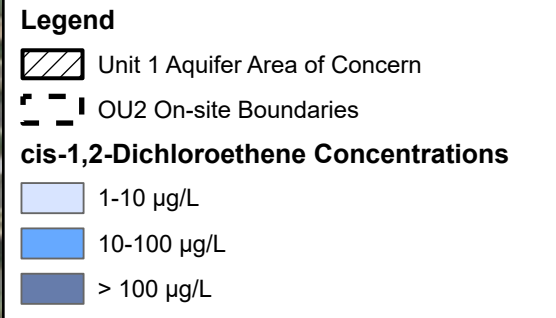 Legend
Unit 1 Aquifer Area of Concern
OU2 On-site Boundaries
cis-1,2-Dichloroethene Concentrations
1-10 µg/L
10-100 µg/L
> 100 µg/L